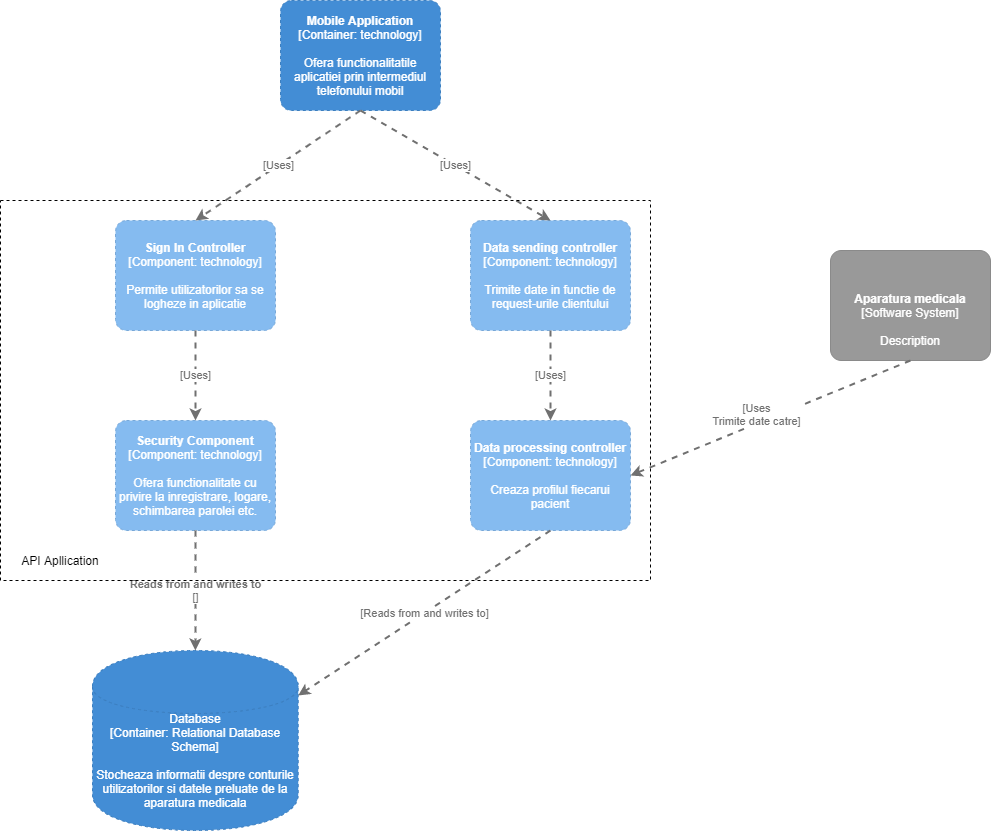 Mobile Application
[Container: technology]
Ofera functionalitatile
aplicatiei prin intermediul
telefonului mobil
[Uses]
[Uses]
Sign In Controller
[Component: technology]
Permite utilizatorilor sa se
logheze in aplicatie
Data sending controller
[Component: technology]
Trimite date in functie de
request-urile clientului
Aparatura medicala
[Software System]
Description
[Uses]
[Uses]
[Uses
Trimite date catre]
Security Component
[Component: technology]
Ofera functionalitate cu
privire la inregistrare, logare,
schimbarea parolei etc.
Data processing controller
[Component: technology]
Creaza profilul fiecarui
pacient
API Apllication
Reads from and writes to
[]
[Reads from and writes to]
Database
[Container: Relational Database
Schema]
Stocheaza informatii despre conturile
utilizatorilor si datele preluate de la
aparatura medicala